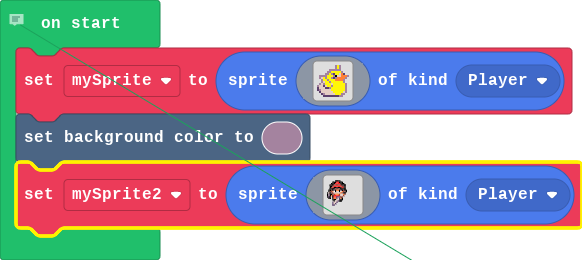 on start
set mySprite to sprite of kind Player
set background color to
set mySprite2 to sprite of kind Player